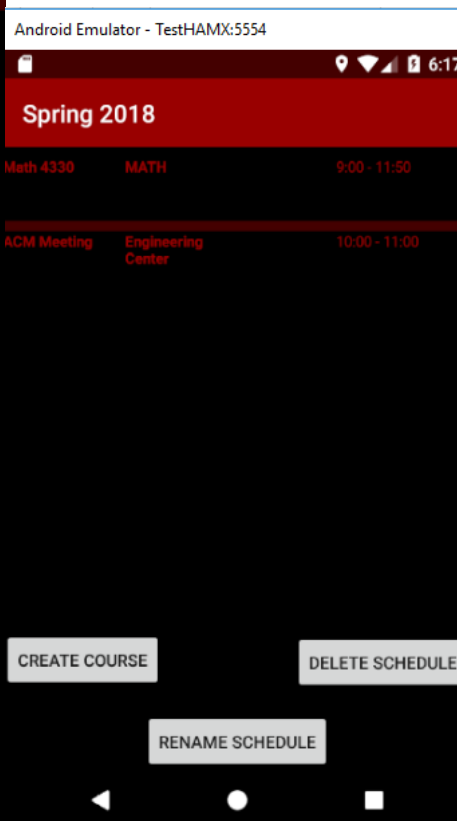 Android Emulator - TestHAMX:5554
6:17
Spring 2018
Math 4330 MATH 9:00 - 11:50
ACM Meeting Engineering 10:00 - 11:00
Center
CREATE COURSE DELETE SCHEDULE
RENAME SCHEDULE